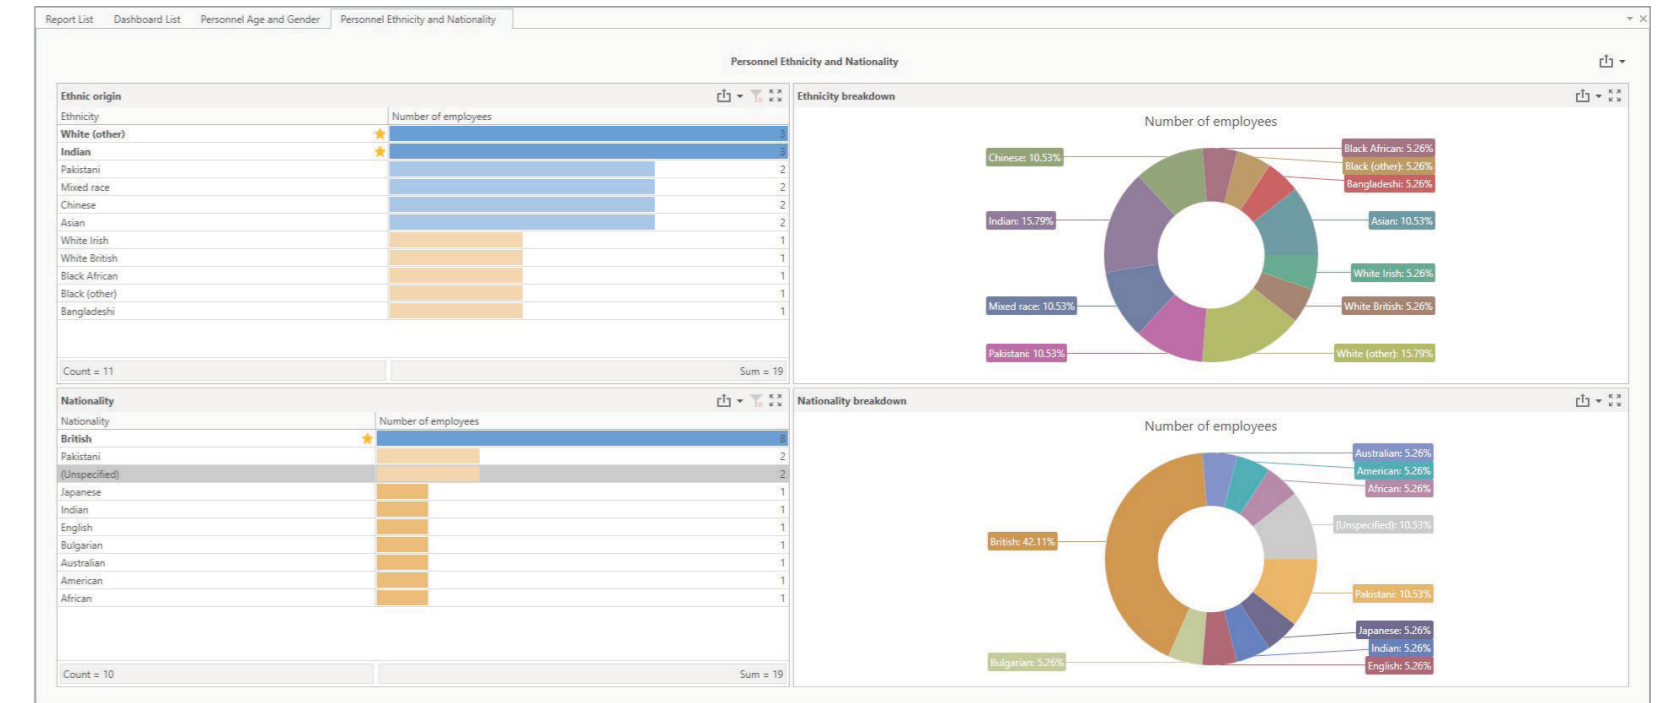 Report List Dashboard List Personnel Age and Gender Personnel Ethnicity and Nationality
Personnel Ethnicity and Nationality
Ethnic origin
Ethnicity Number of employees
White (other) 3
Indian 3
Pakistani 2
Mixed race 2
Chinese 2
Asian 2
White Irish 1
White British 1
Black African 1
Black (other) 1
Bangladeshi 1
Count = 11 Sum = 19
Ethnicity breakdown
Number of employees
Black African: 5.26%
Black (other): 5.26%
Bangladeshi: 5.26%
Asian: 10.53%
White Irish: 5.26%
White British: 5.26%
White (other): 15.79%
Pakistani: 10.53%
Mixed race: 10.53%
Indian: 15.79%
Chinese: 10.53%
Nationality
Nationality Number of employees
British 8
Pakistani 2
(Unspecified) 2
Japanese 1
Indian 1
English 1
Bulgarian 1
Australian 1
American 1
African 1
Count = 10 Sum = 19
Nationality breakdown
Number of employees
Australian: 5.26%
American: 5.26%
African: 5.26%
(Unspecified): 10.53%
Pakistani: 10.53%
Japanese: 5.26%
Indian: 5.26%
English: 5.26%
Bulgarian: 5.26%
British: 42.11%